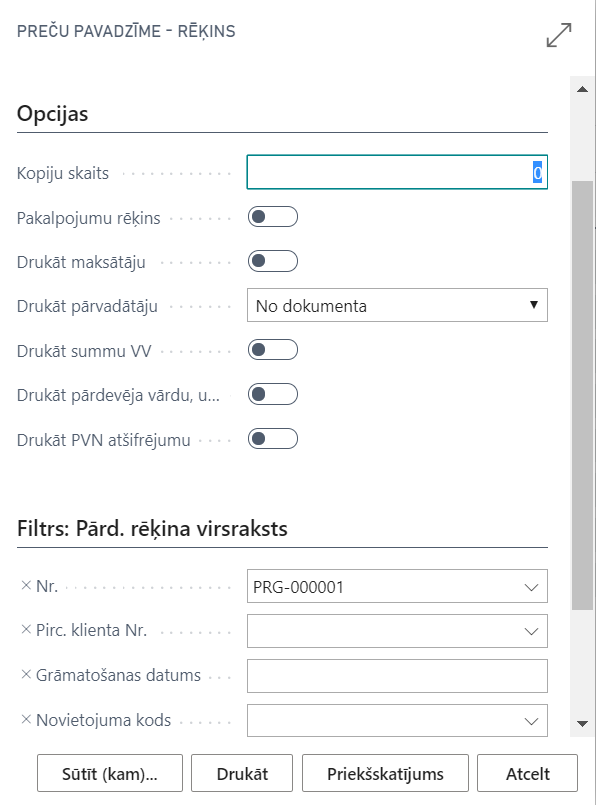 PREČU PAVADZĪME - RĒĶINS
Opcijas
Kopiju skaits 0
Pakalpojumu rēķins
Drukāt maksātāju
Drukāt pārvadātāju No dokumenta
Drukāt summu VV
Drukāt pārdevēja vārdu, u...
Drukāt PVN atšifrējumu
Filtrs: Pārd. rēķina virsraksts
Nr. PRG-000001
Pirc. klienta Nr.
Grāmatošanas datums
Novietojuma kods
Sūtīt (kam)... Drukāt Priekšskatījums Atcelt